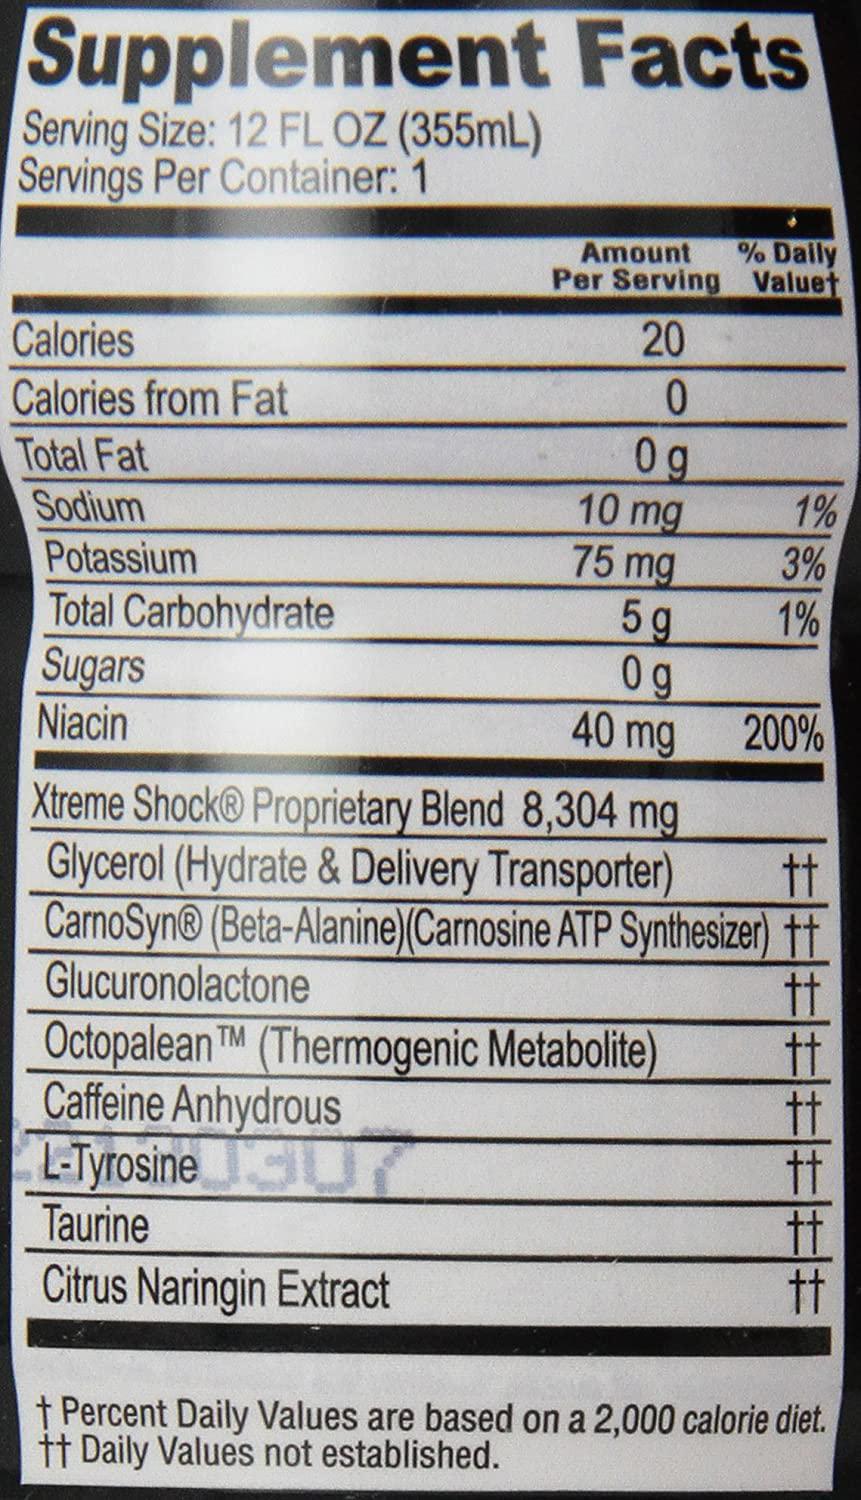 Supplement Facts
Serving Size: 12 FL OZ (355mL)
Servings Per Container: 1
Amount Per Serving % Daily Value†
Calories 20
Calories from Fat 0
Total Fat 0 g
Sodium 10 mg 1%
Potassium 75 mg 3%
Total Carbohydrate 5 g 1%
Sugars 0 g
Niacin 40 mg 200%
Xtreme Shock® Proprietary Blend 8,304 mg
Glycerol (Hydrate & Delivery Transporter) ††
CarnoSyn® (Beta-Alanine)(Carnosine ATP Synthesizer) ††
Glucuronolactone ††
Octopalean™ (Thermogenic Metabolite) ††
Caffeine Anhydrous ††
L-Tyrosine ††
Taurine ††
Citrus Naringin Extract ††
† Percent Daily Values are based on a 2,000 calorie diet.
†† Daily Values not established.